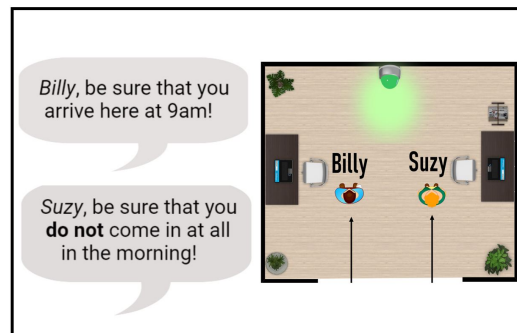 Billy, be sure that you
arrive here at 9am!
Suzy, be sure that you
do not come in at all
in the morning!
Billy
Suzy